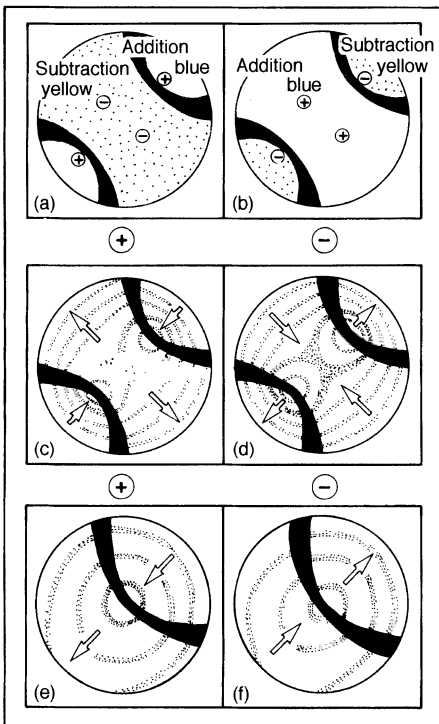 Addition
blue
Subtraction
yellow
⊕
⊖
⊖
⊕
(a)
Subtraction
yellow
Addition
blue
⊖
⊕
⊕
⊖
(b)
⊕ ⊖
(c) (d)
⊕ ⊖
(e) (f)